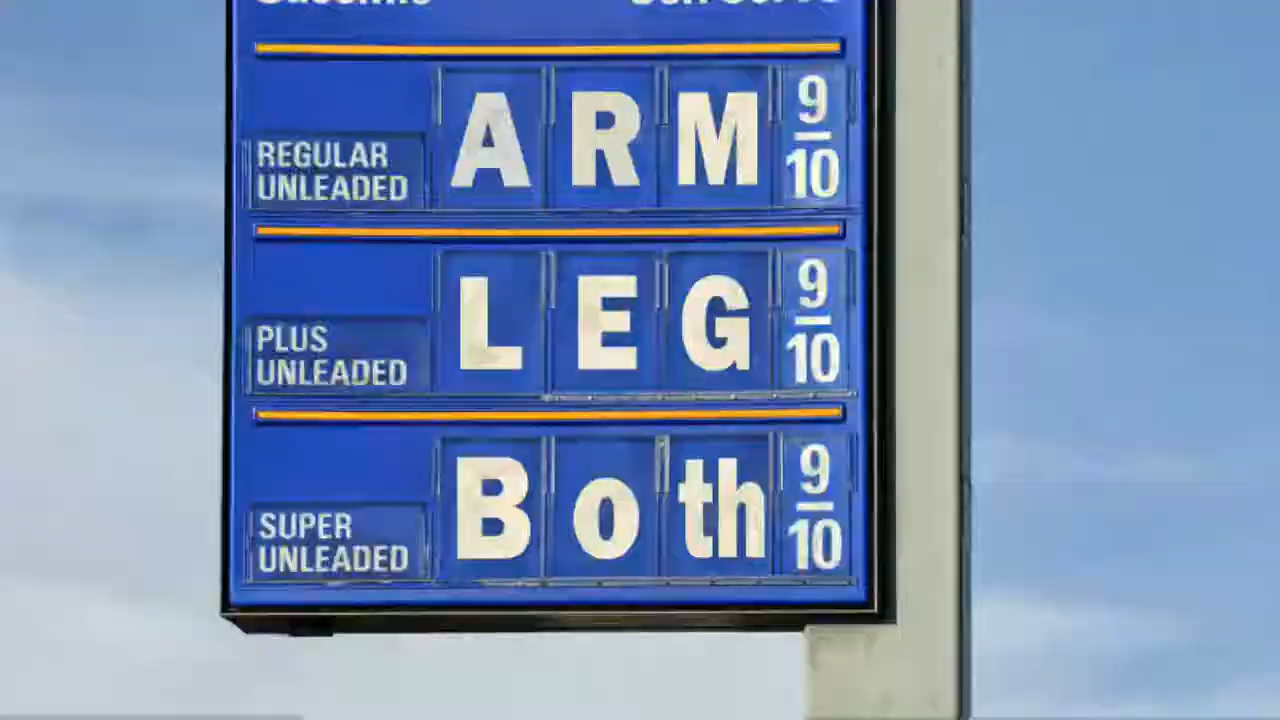 ARM 9/10
REGULAR
UNLEADED
LEG 9/10
PLUS
UNLEADED
Both 9/10
SUPER
UNLEADED